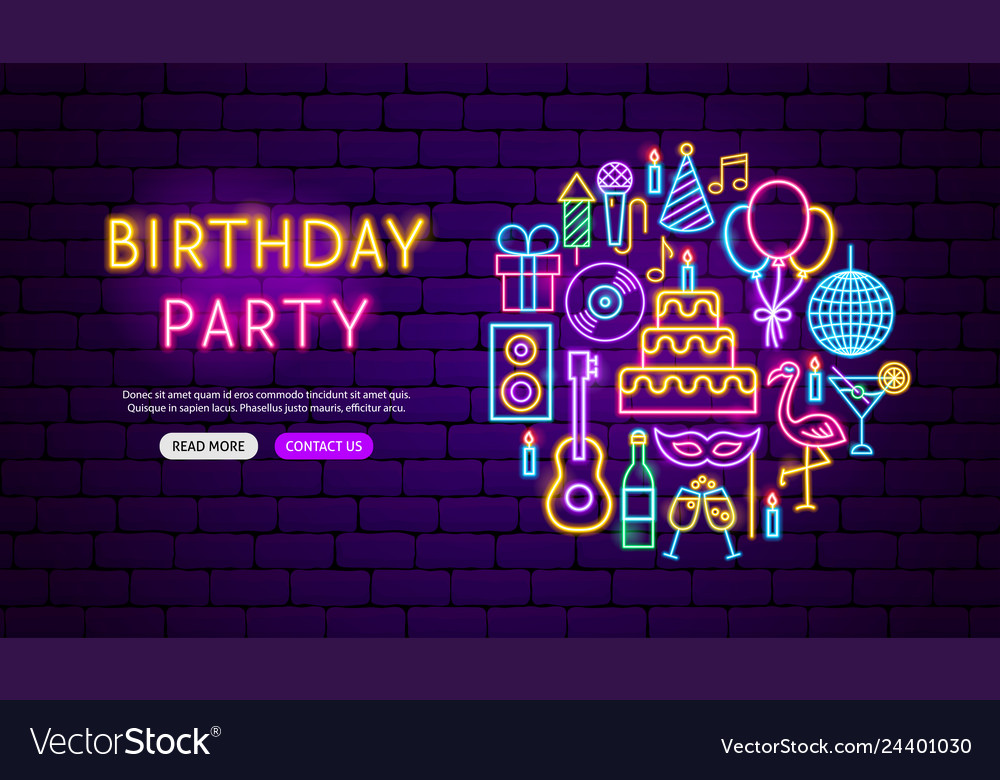 BIRTHDAY
PARTY
Donec sit amet quam id eros commodo tincidunt sit amet quis.
Quisque in sapien lacus. Phasellus justo mauris, efficitur arcu.
READ MORE CONTACT US
VectorStock® VectorStock.com/24401030